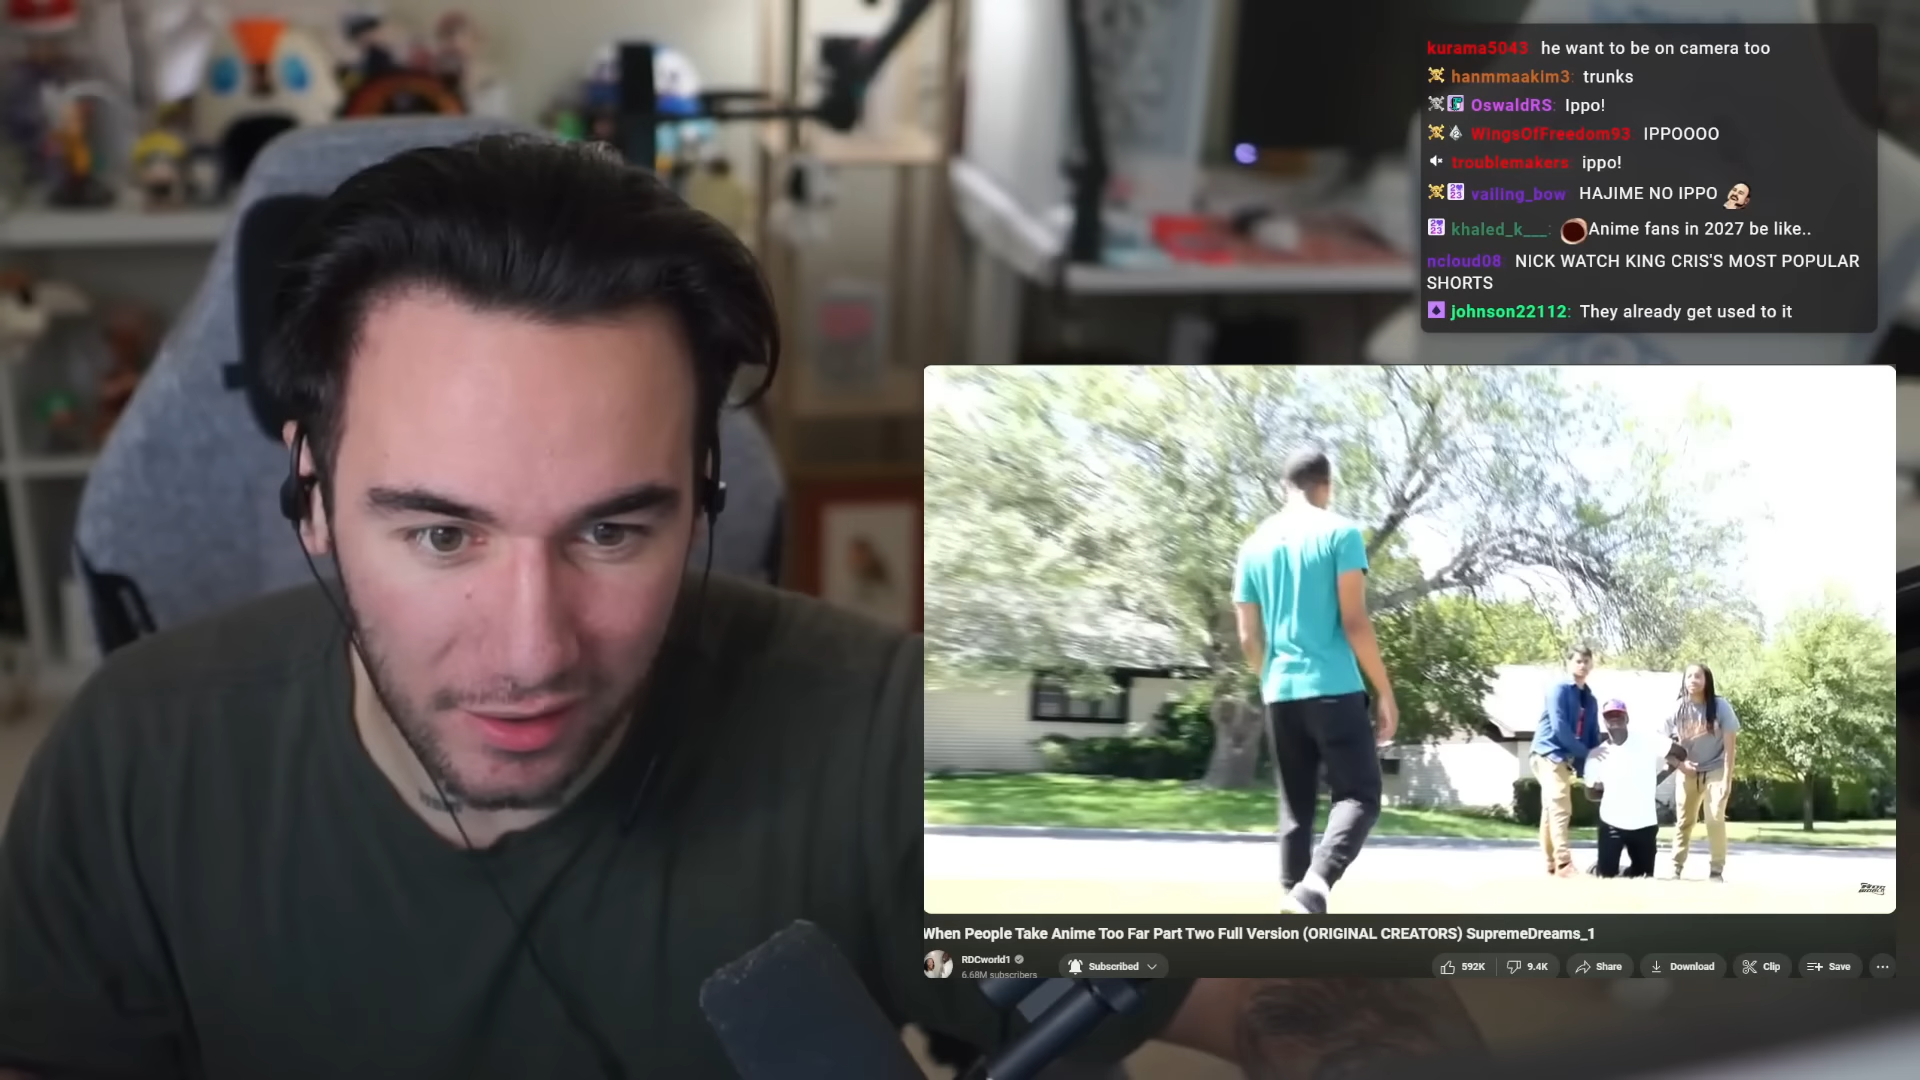 kurama5043 he want to be on camera too
hanmmaakim3: trunks
OswaldRS: Ippo!
WingsOfFreedom93 IPPOOOO
troublemakers: ippo!
vailing_bow HAJIME NO IPPO
khaled_k___: Anime fans in 2027 be like..
ncloud08 NICK WATCH KING CRIS'S MOST POPULAR
SHORTS
johnson22112: They already get used to it
When People Take Anime Too Far Part Two Full Version (ORIGINAL CREATORS) SupremeDreams_1
RDCworld1
6.68M subscribers
Subscribed
592K
9.4K
Share
Download
Clip
Save